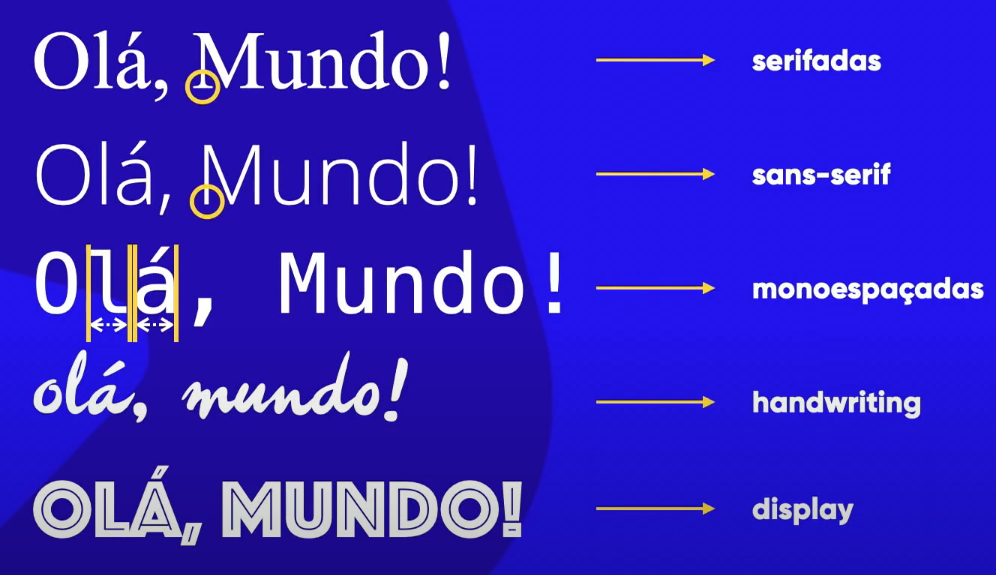 Olá, Mundo! serifadas
Olá, Mundo! sans-serif
Olá, Mundo! monoespaçadas
olá, mundo! handwriting
OLÁ, MUNDO! display